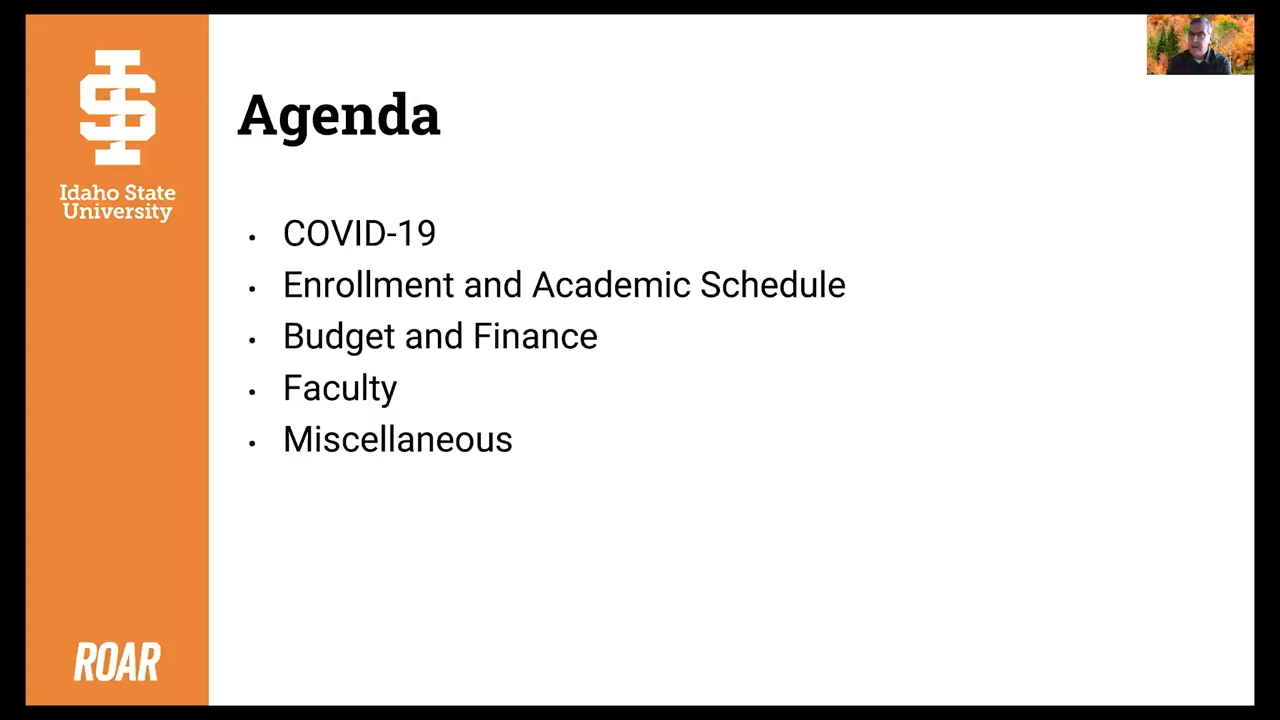 Idaho State
University
Agenda
• COVID-19
• Enrollment and Academic Schedule
• Budget and Finance
• Faculty
• Miscellaneous
ROAR